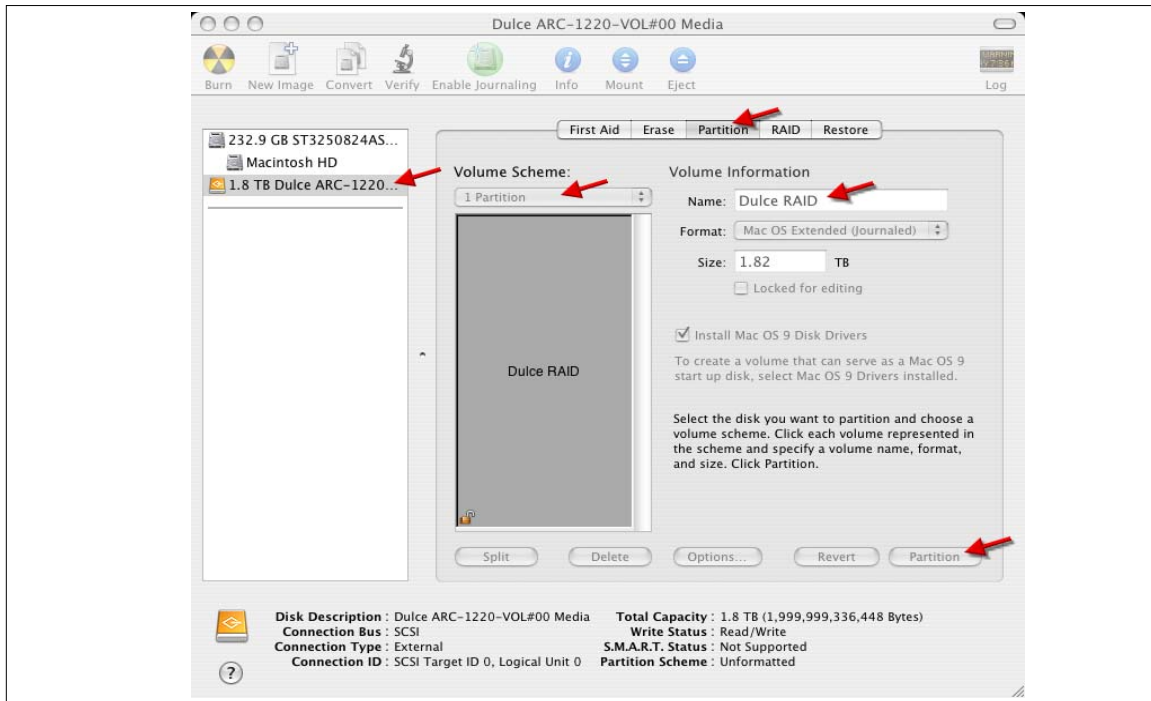 Dulce ARC-1220-VOL#00 Media
Burn New Image Convert Verify Enable Journaling Info Mount Eject Log
232.9 GB ST3250824AS...
Macintosh HD
1.8 TB Dulce ARC-1220...
First Aid Erase Partition RAID Restore
Volume Scheme:
1 Partition
Dulce RAID
Volume Information
Name: Dulce RAID
Format: Mac OS Extended (Journaled)
Size: 1.82 TB
Locked for editing
Install Mac OS 9 Disk Drivers
To create a volume that can serve as a Mac OS 9
start up disk, select Mac OS 9 Drivers installed.
Select the disk you want to partition and choose a
volume scheme. Click each volume represented in
the scheme and specify a volume name, format,
and size. Click Partition.
Split Delete Options... Revert Partition
Disk Description : Dulce ARC-1220-VOL#00 Media
Connection Bus : SCSI
Connection Type : External
Connection ID : SCSI Target ID 0, Logical Unit 0
Total Capacity : 1.8 TB (1,999,999,336,448 Bytes)
Write Status : Read/Write
S.M.A.R.T. Status : Not Supported
Partition Scheme : Unformatted
?